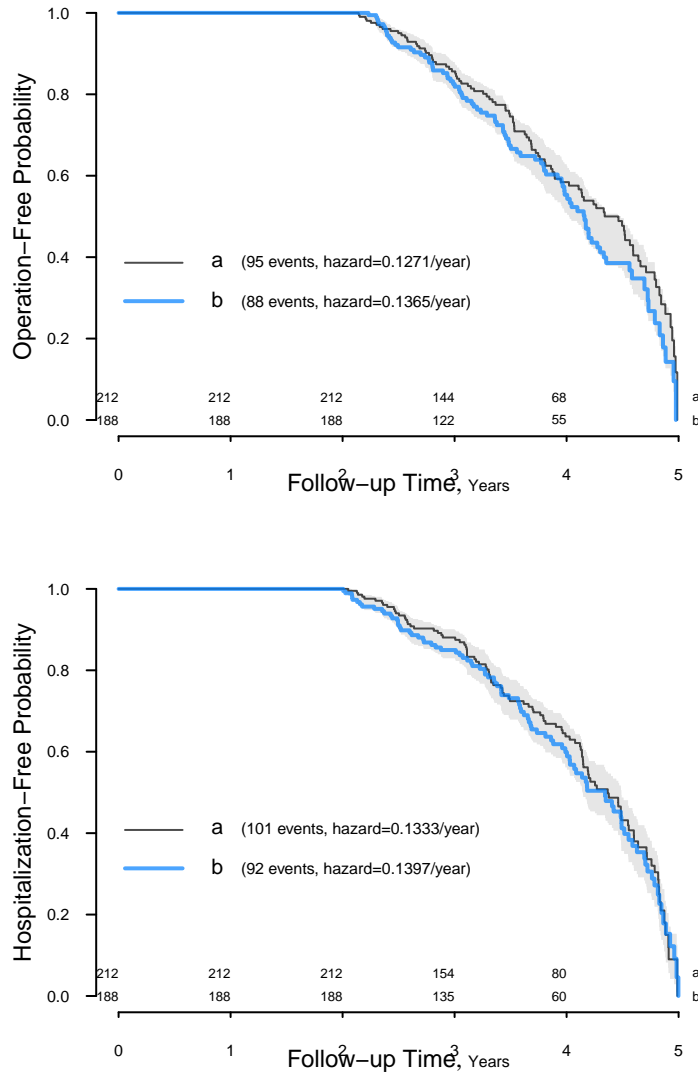 1.0
0.8
0.6
0.4
0.2
0.0
Operation−Free Probability
a (95 events, hazard=0.1271/year)
b (88 events, hazard=0.1365/year)
212 212 212 144 68 a
188 188 188 122 55 b
0 1 2 3 4 5
Follow−up Time, Years
1.0
0.8
0.6
0.4
0.2
0.0
Hospitalization−Free Probability
a (101 events, hazard=0.1333/year)
b (92 events, hazard=0.1397/year)
212 212 212 154 80 a
188 188 188 135 60 b
0 1 2 3 4 5
Follow−up Time, Years